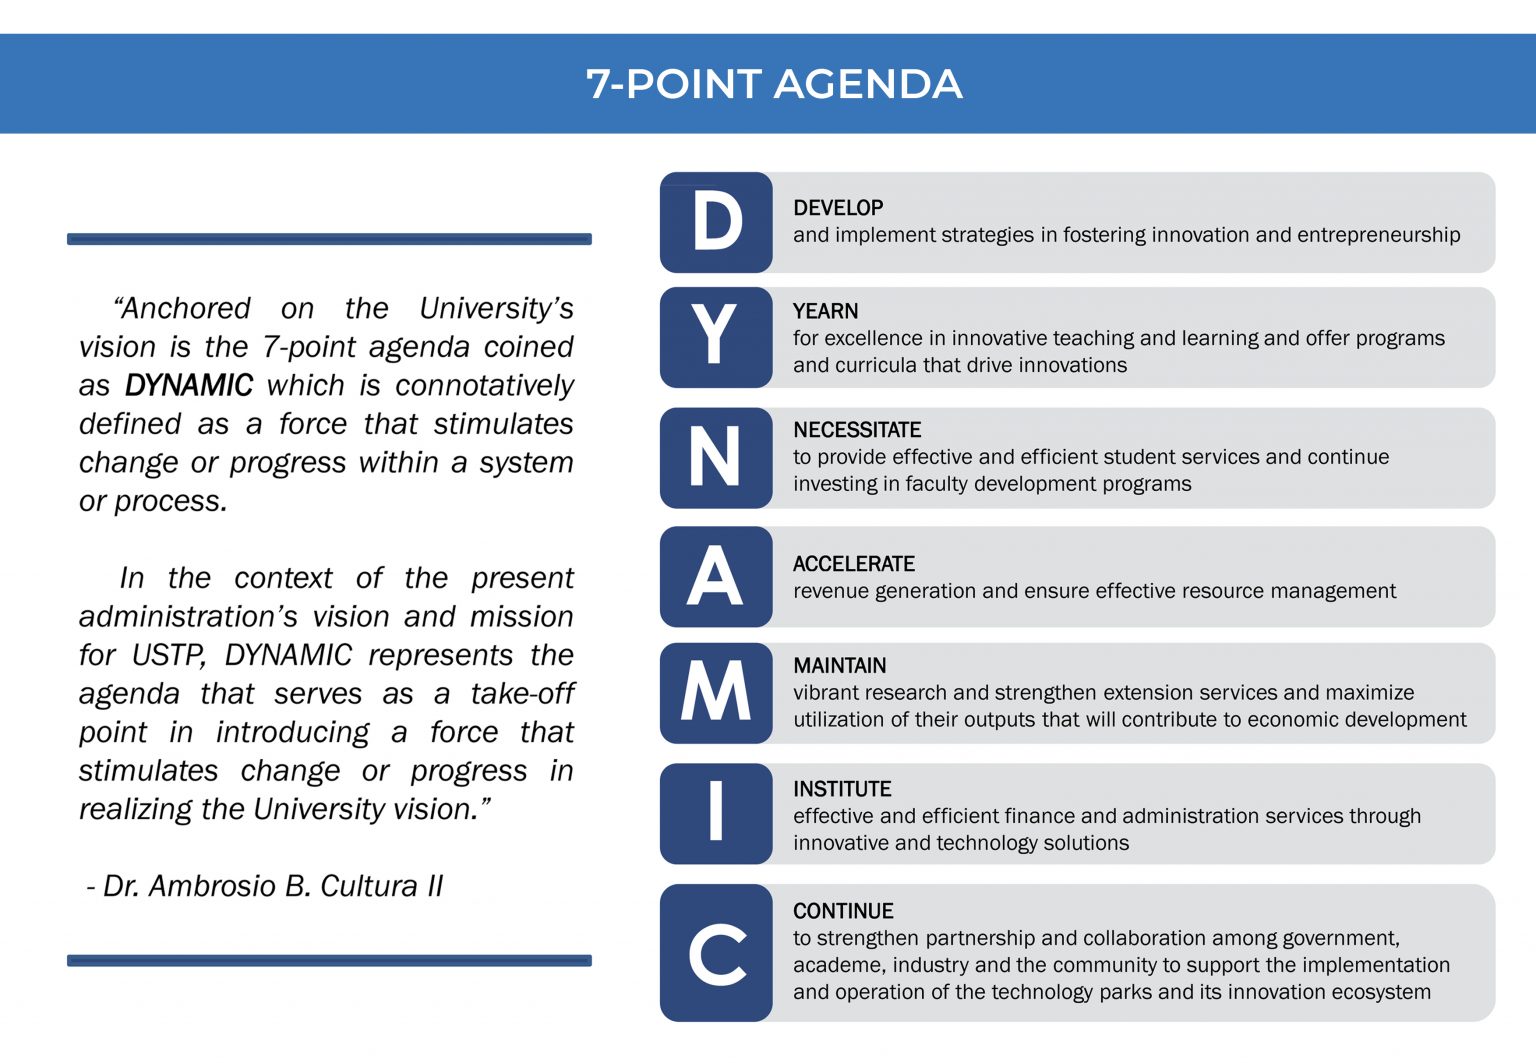 7-POINT AGENDA
“Anchored on the University’s
vision is the 7-point agenda coined
as DYNAMIC which is connotatively
defined as a force that stimulates
change or progress within a system
or process.
In the context of the present
administration’s vision and mission
for USTP, DYNAMIC represents the
agenda that serves as a take-off
point in introducing a force that
stimulates change or progress in
realizing the University vision.”
- Dr. Ambrosio B. Cultura II
D
DEVELOP
and implement strategies in fostering innovation and entrepreneurship
Y
YEARN
for excellence in innovative teaching and learning and offer programs
and curricula that drive innovations
N
NECESSITATE
to provide effective and efficient student services and continue
investing in faculty development programs
A
ACCELERATE
revenue generation and ensure effective resource management
M
MAINTAIN
vibrant research and strengthen extension services and maximize
utilization of their outputs that will contribute to economic development
I
INSTITUTE
effective and efficient finance and administration services through
innovative and technology solutions
C
CONTINUE
to strengthen partnership and collaboration among government,
academe, industry and the community to support the implementation
and operation of the technology parks and its innovation ecosystem